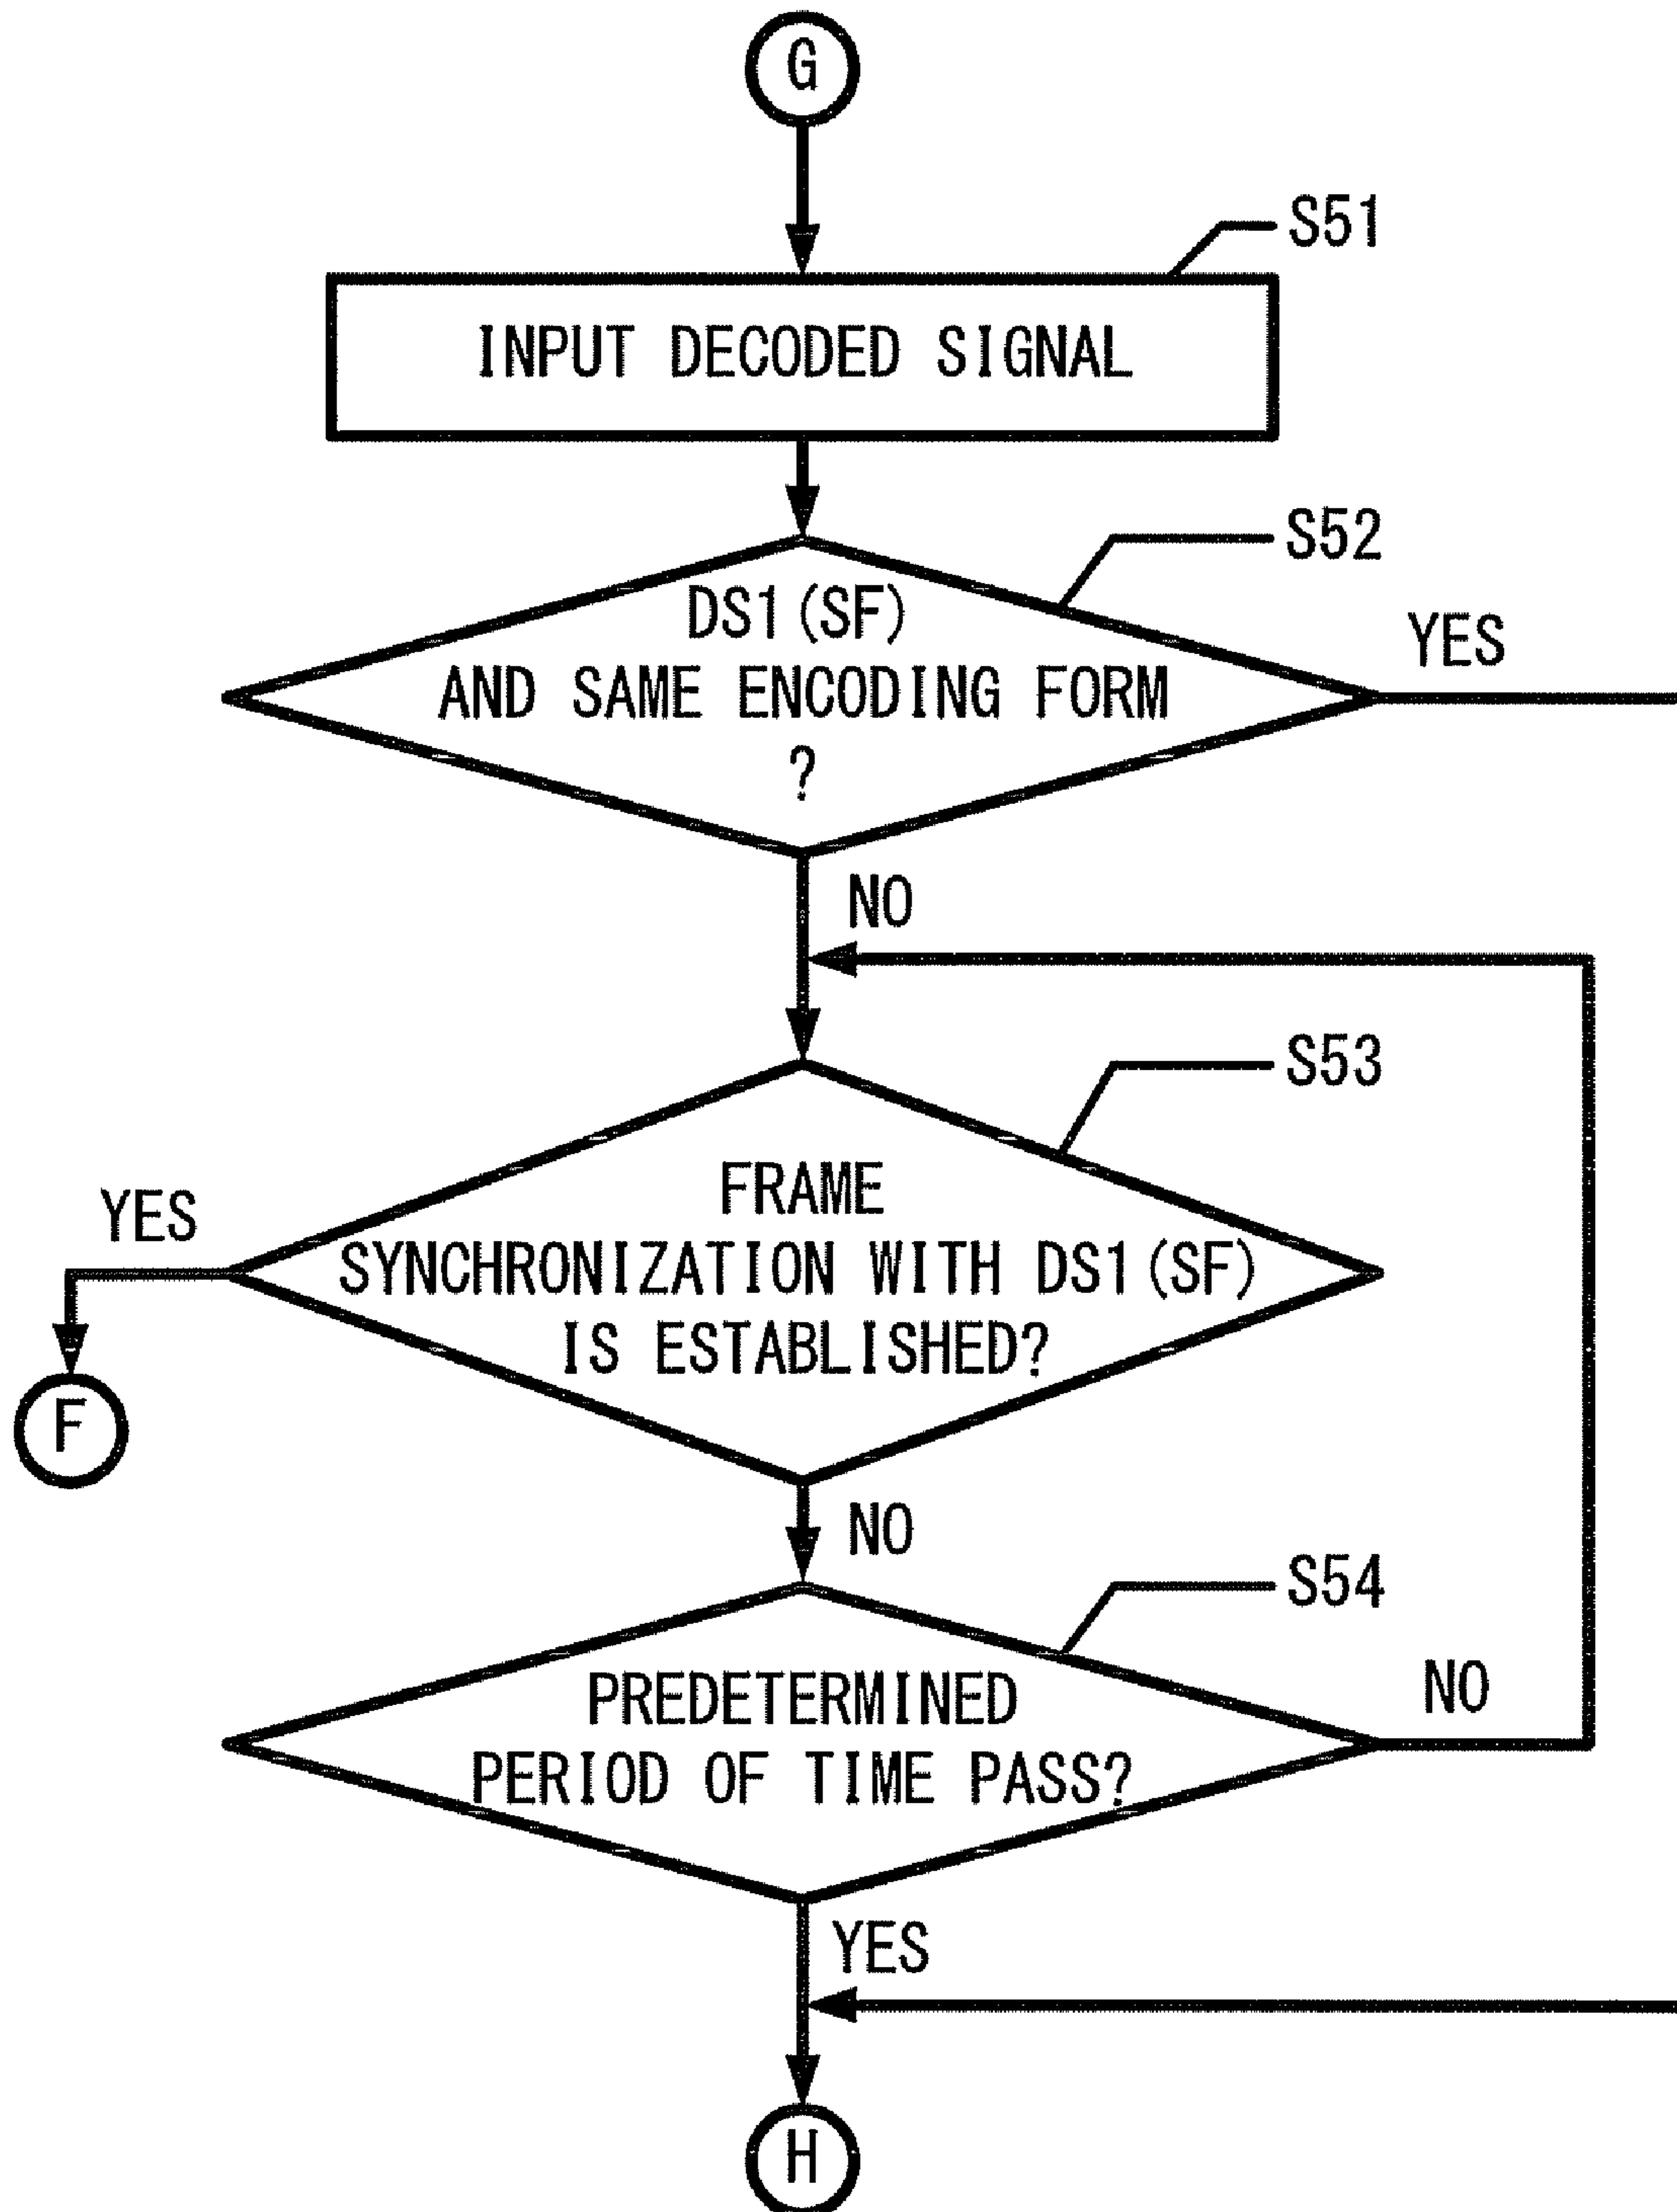 G
S51
INPUT DECODED SIGNAL
S52
DS1(SF)
AND SAME ENCODING FORM
?
YES
NO
S53
FRAME
SYNCHRONIZATION WITH DS1(SF)
IS ESTABLISHED?
YES
F
NO
S54
PREDETERMINED
PERIOD OF TIME PASS?
NO
YES
H